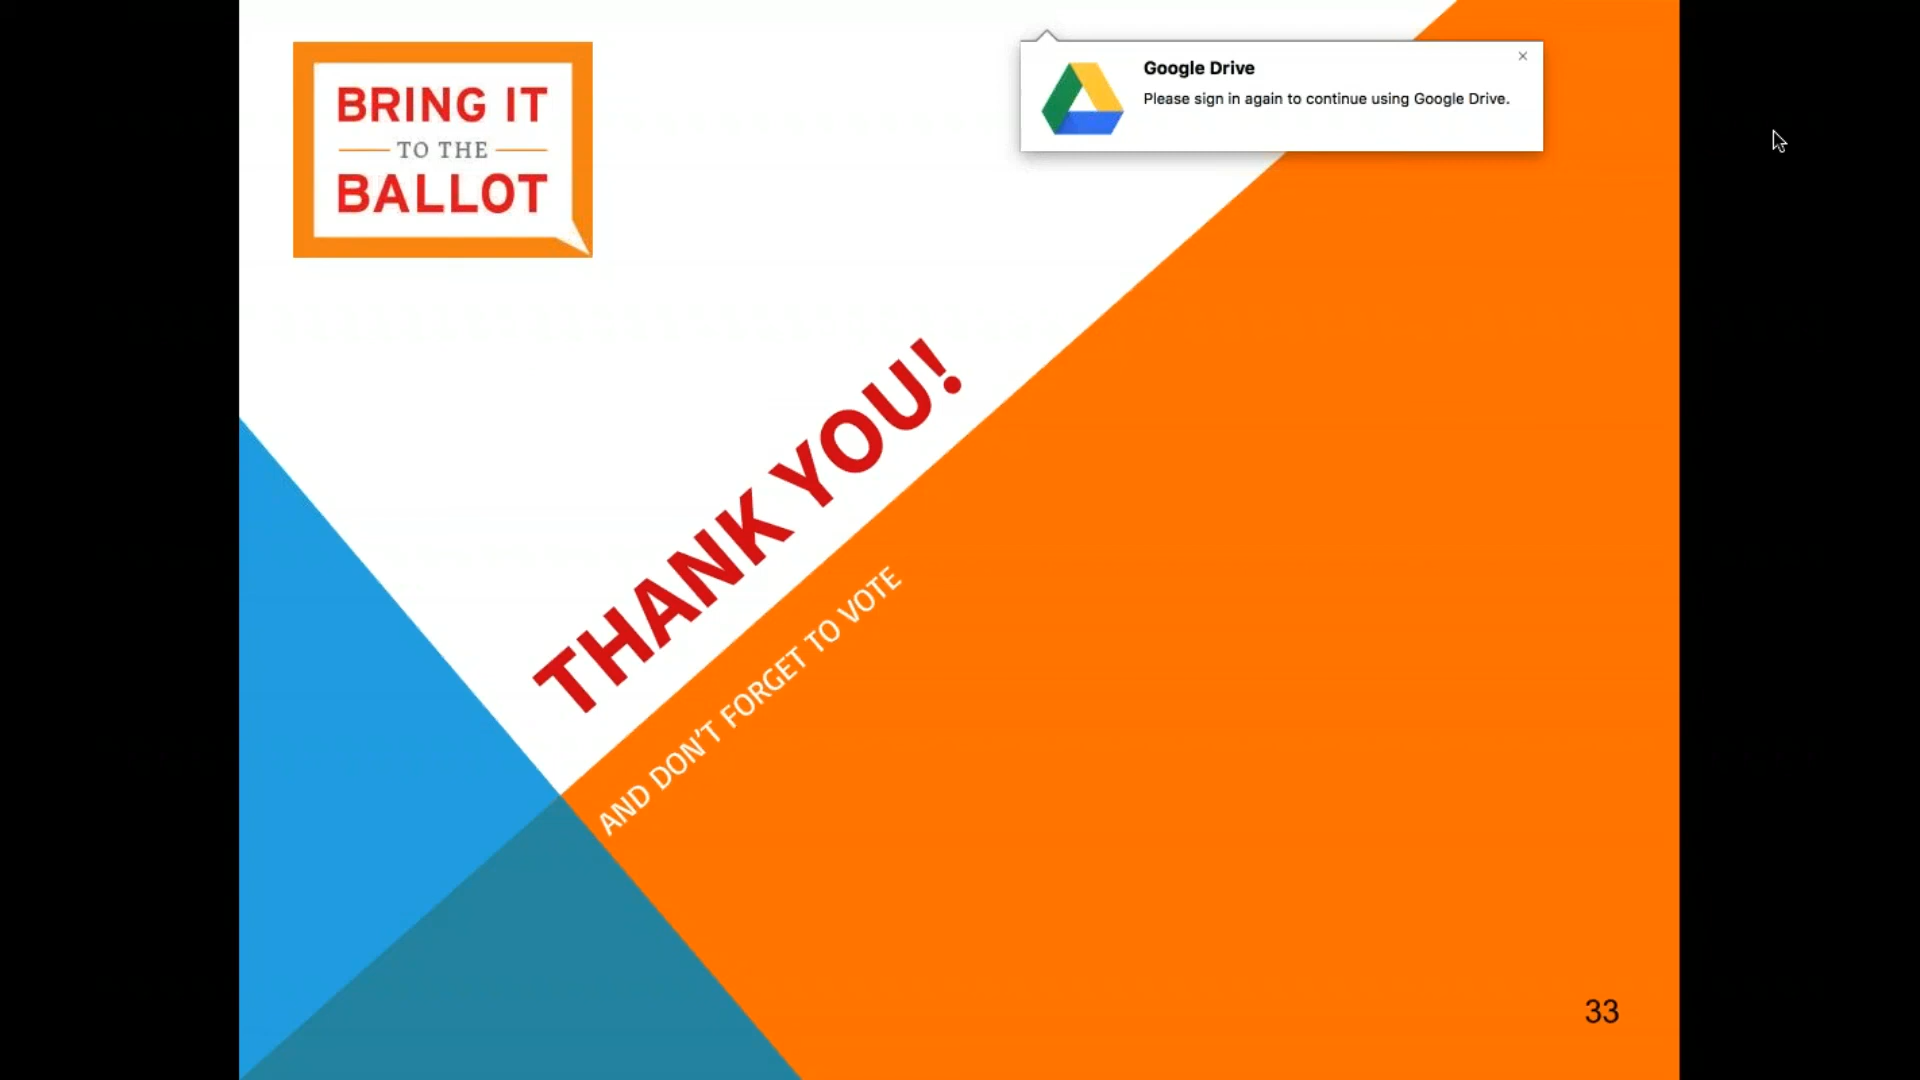 BRING IT
TO THE
BALLOT
Google Drive
Please sign in again to continue using Google Drive.
THANK YOU!
AND DON'T FORGET TO VOTE
33